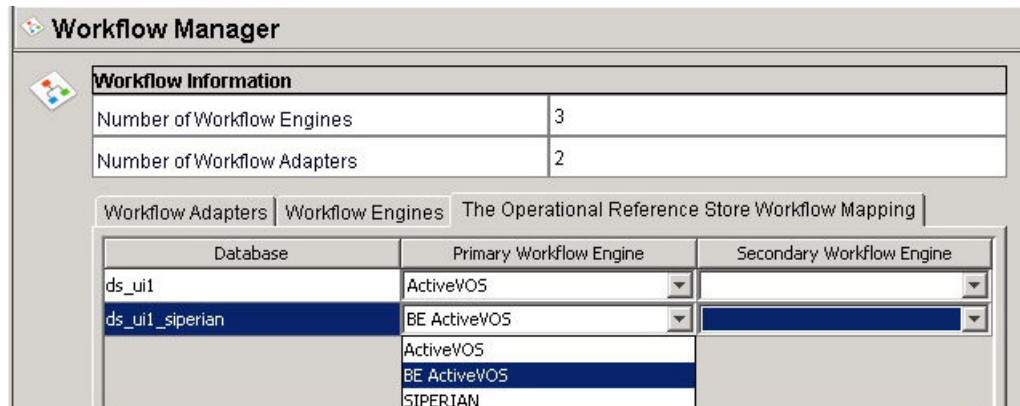 Workflow Manager
Workflow Information
Number of Workflow Engines 3
Number of Workflow Adapters 2
Workflow Adapters Workflow Engines The Operational Reference Store Workflow Mapping
Database Primary Workflow Engine Secondary Workflow Engine
ds_ui1 ActiveVOS
ds_ui1_siperian BE ActiveVOS
ActiveVOS
BE ActiveVOS
SIPERIAN